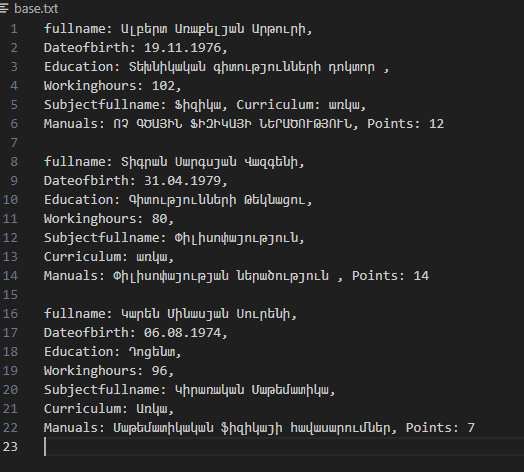 base.txt
1 fullname: Ալբերտ Առաքելյան Արթուրի,
2 Dateofbirth: 19.11.1976,
3 Education: Տեխնիկական գիտությունների դոկտոր ,
4 Workinghours: 102,
5 Subjectfullname: Ֆիզիկա, Curriculum: առկա,
6 Manuals: ՈՉ ԳԾԱՅԻՆ ՖԻԶԻԿԱՅԻ ՆԵՐԱԾՈՒԹՅՈՒՆ, Points: 12
7
8 fullname: Տիգրան Սարգսյան Վազգենի,
9 Dateofbirth: 31.04.1979,
10 Education: Գիտությունների Թեկնացու,
11 Workinghours: 80,
12 Subjectfullname: Փիլիսոփայություն,
13 Curriculum: առկա,
14 Manuals: Փիլիսոփայության ներածություն , Points: 14
15
16 fullname: Կարեն Մինասյան Սուրենի,
17 Dateofbirth: 06.08.1974,
18 Education: Դոցենտ,
19 Workinghours: 96,
20 Subjectfullname: Կիրառական Մաթեմատիկա,
21 Curriculum: Առկա,
22 Manuals: Մաթեմատիկական ֆիզիկայի հավասարումներ, Points: 7
23